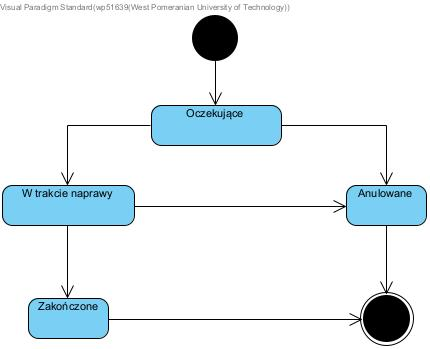 Visual Paradigm Standard(wp51639(West Pomeranian University of Technology))
Oczekujące
W trakcie naprawy
Anulowane
Zakończone